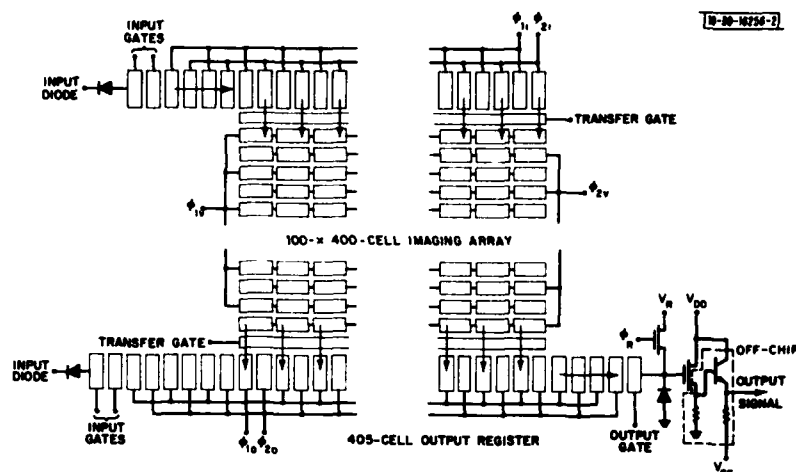 18-80-16256-2
INPUT GATES
ϕ1I ϕ2I
INPUT DIODE
TRANSFER GATE
ϕ2V
100- x 400-CELL IMAGING ARRAY
TRANSFER GATE
VR VDD
ϕR
OFF-CHIP
INPUT DIODE
OUTPUT SIGNAL
INPUT GATES
ϕ1O ϕ2O
405-CELL OUTPUT REGISTER
OUTPUT GATE